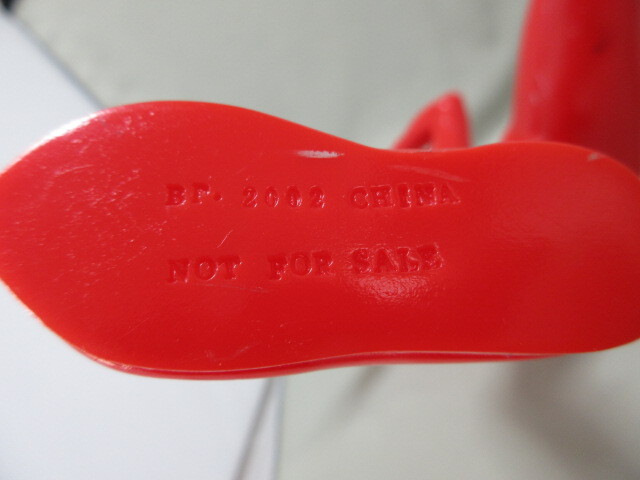 BP. 2002 CHINA
NOT FOR SALE